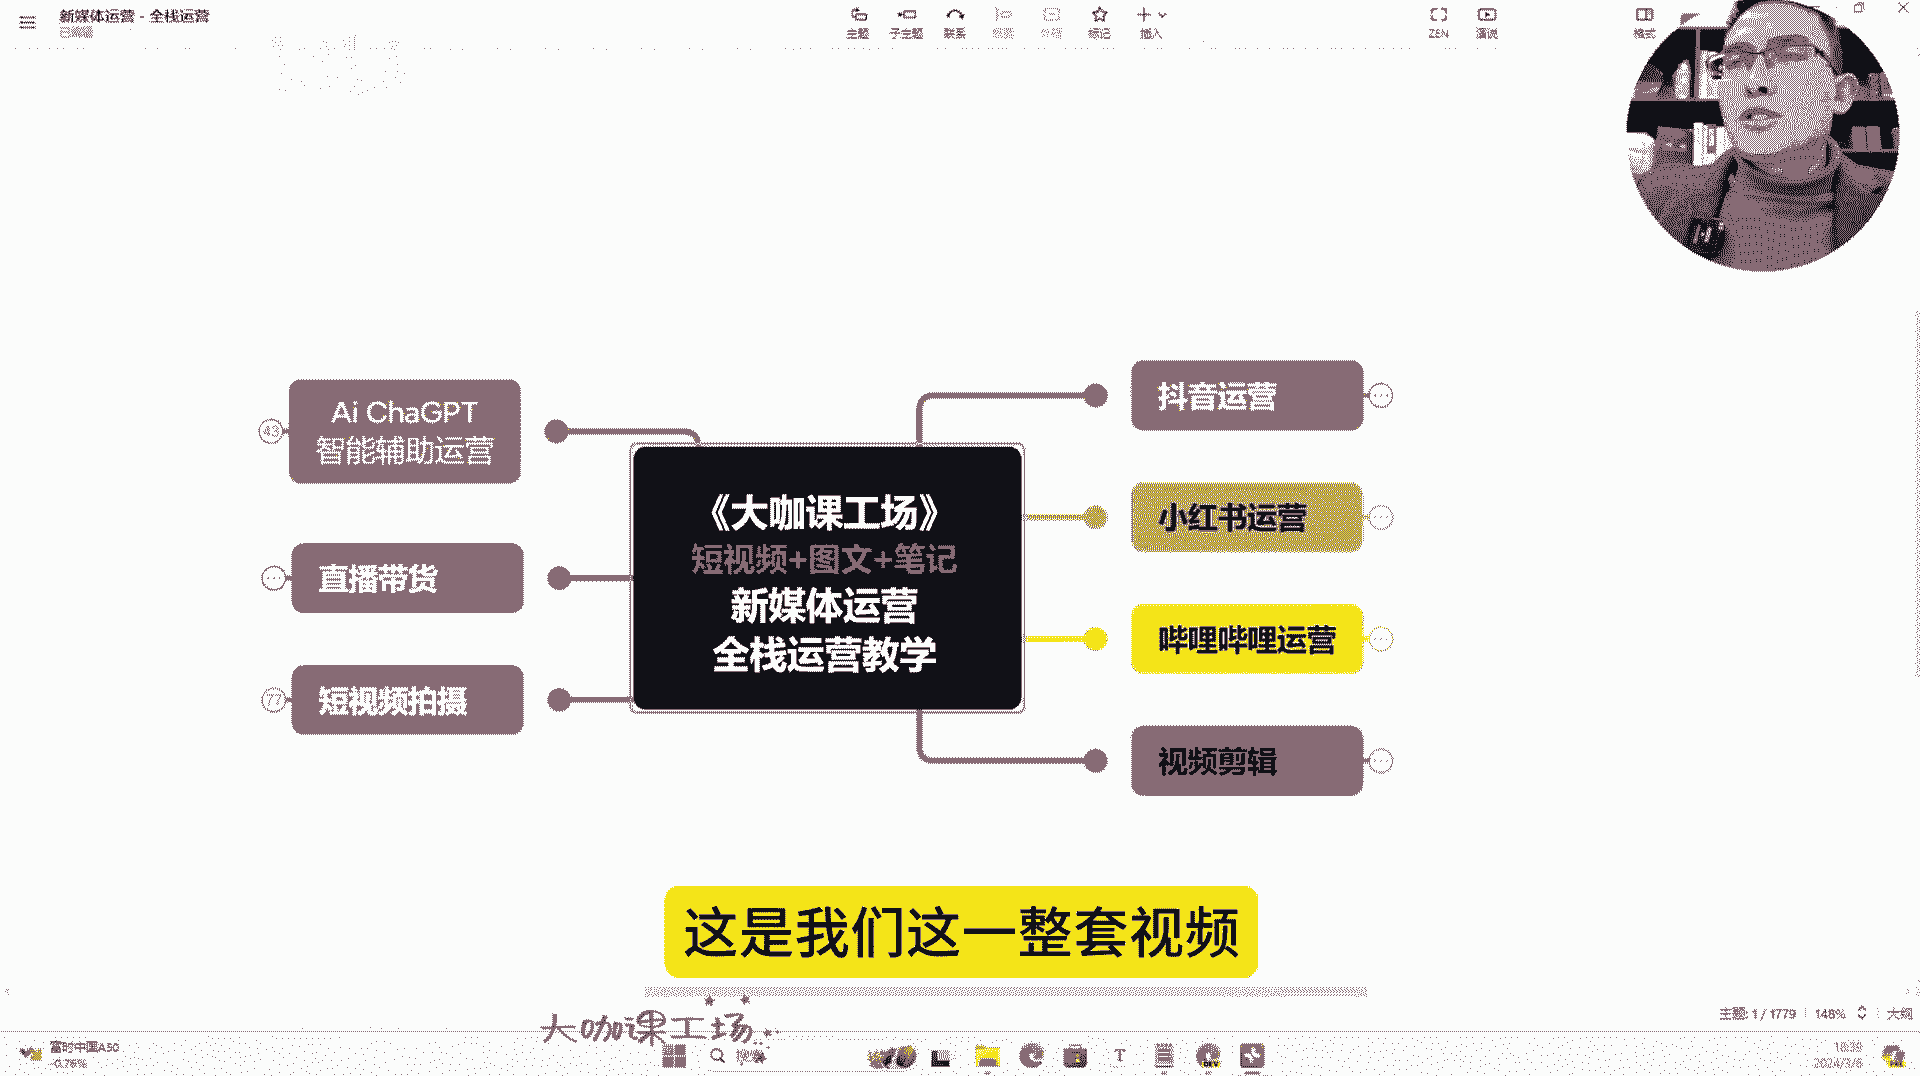 新媒体运营 - 全栈运营
已编辑
主题
子主题
联系
概要
外框
标记
插入
ZEN
演说
格式
Ai ChaGPT
智能辅助运营
43
直播带货
短视频拍摄
77
《大咖课工场》
短视频+图文+笔记
新媒体运营
全栈运营教学
抖音运营
小红书运营
哔哩哔哩运营
视频剪辑
这是我们这一整套视频
大咖课工场
主题: 1 / 1779
148%
大纲
富时中国A50
-0.76%
搜索
2024/3/6